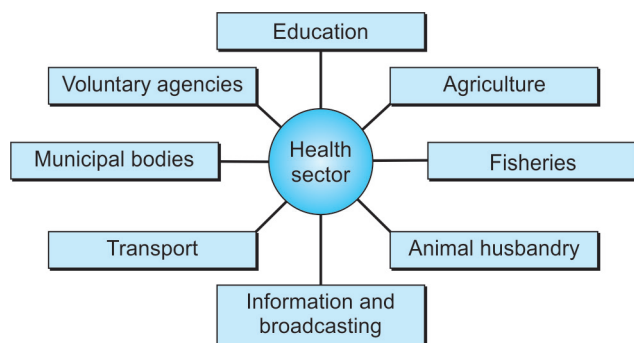 Education
Voluntary agencies
Agriculture
Municipal bodies
Health
sector
Fisheries
Transport
Animal husbandry
Information and
broadcasting